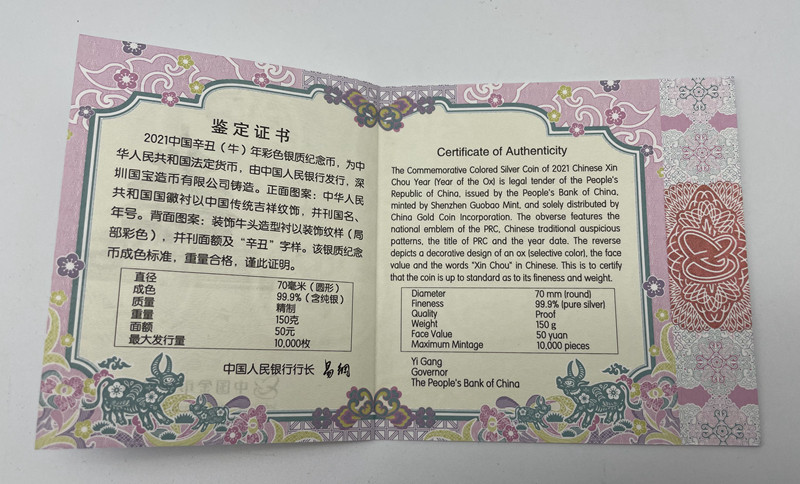 鉴定证书
2021中国辛丑（牛）年彩色银质纪念币，为中
华人民共和国法定货币，由中国人民银行发行，深
圳国宝造币有限公司铸造。正面图案：中华人民
共和国国徽衬以中国传统吉祥纹饰，并刊国名、
年号。背面图案：装饰牛头造型衬以装饰纹样（局
部彩色），并刊面额及“辛丑”字样。该银质纪念
币成色标准，重量合格，谨此证明。
直径 70毫米（圆形）
成色 99.9%（含纯银）
质量 精制
重量 150克
面额 50元
最大发行量 10,000枚
中国人民银行行长 易纲
Certificate of Authenticity
The Commemorative Colored Silver Coin of 2021 Chinese Xin
Chou Year (Year of the Ox) is legal tender of the People's
Republic of China, issued by the People's Bank of China,
minted by Shenzhen Guobao Mint, and solely distributed by
China Gold Coin Incorporation. The obverse features the
national emblem of the PRC, Chinese traditional auspicious
patterns, the title of PRC and the year date. The reverse
depicts a decorative design of an ox (selective color), the face
value and the words "Xin Chou" in Chinese. This is to certify
that the coin is up to standard as to its fineness and weight.
Diameter 70 mm (round)
Fineness 99.9% (pure silver)
Quality Proof
Weight 150 g
Face Value 50 yuan
Maximum Mintage 10,000 pieces
Yi Gang
Governor
The People's Bank of China